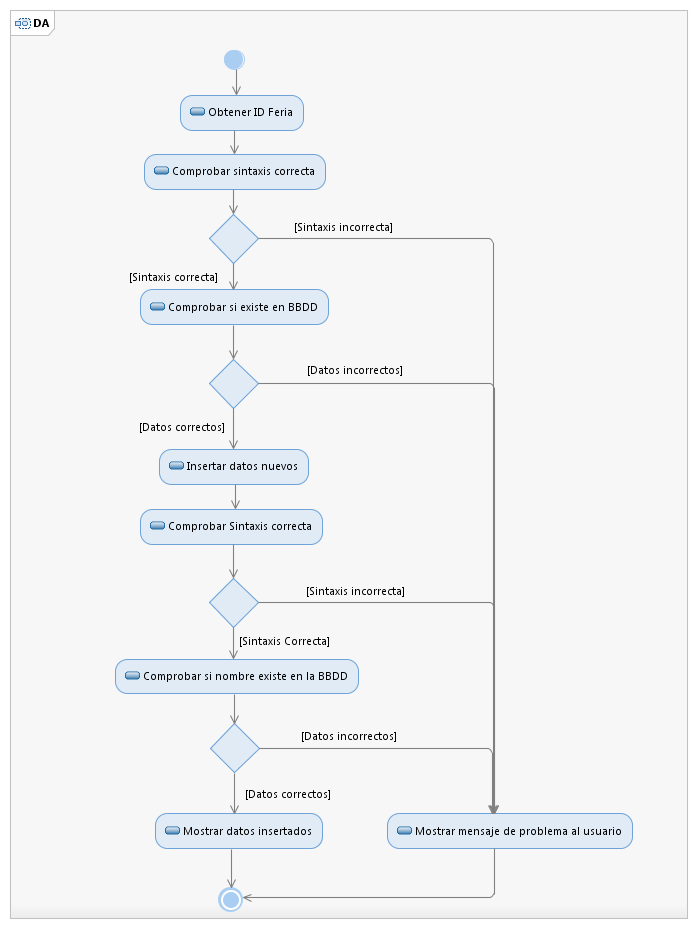 DA
Obtener ID Feria
Comprobar sintaxis correcta
[Sintaxis incorrecta]
[Sintaxis correcta]
Comprobar si existe en BBDD
[Datos incorrectos]
[Datos correctos]
Insertar datos nuevos
Comprobar Sintaxis correcta
[Sintaxis incorrecta]
[Sintaxis Correcta]
Comprobar si nombre existe en la BBDD
[Datos incorrectos]
[Datos correctos]
Mostrar datos insertados
Mostrar mensaje de problema al usuario